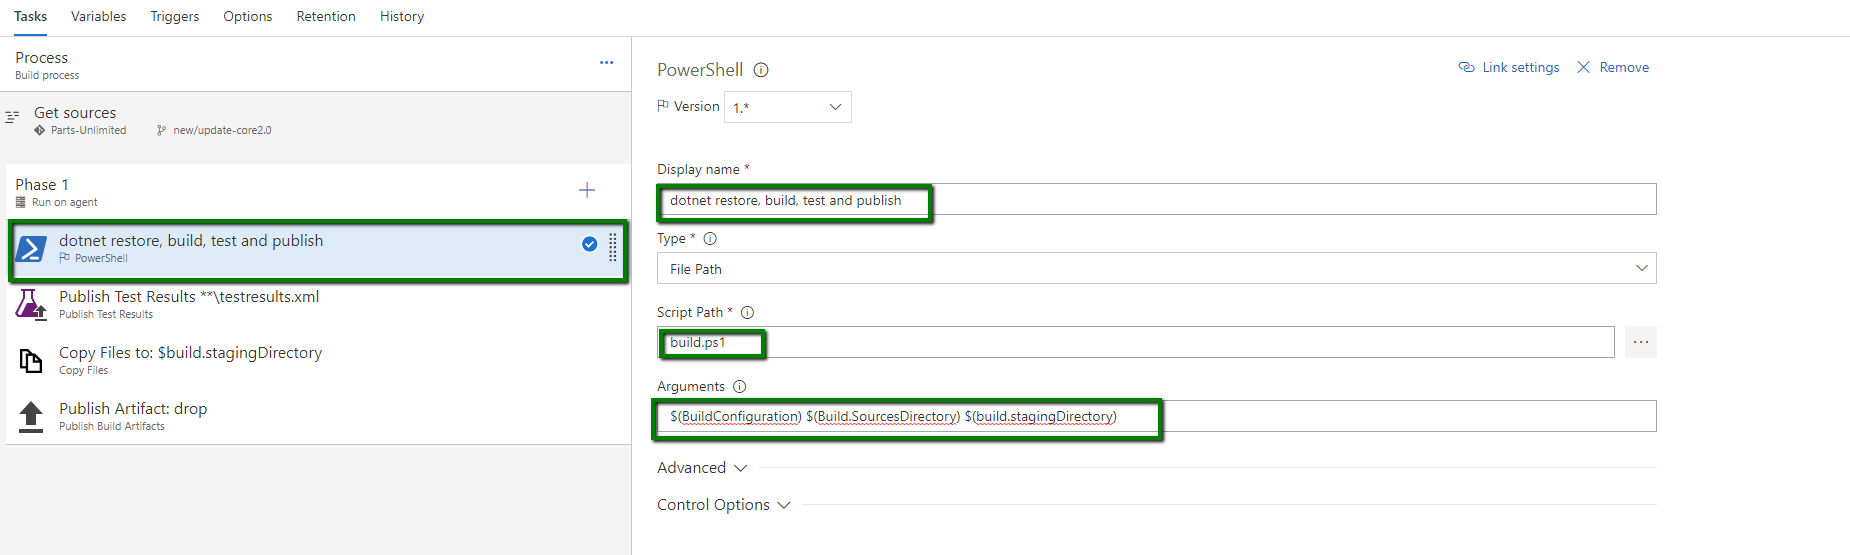 Tasks Variables Triggers Options Retention History
Process
Build process
...
Get sources
Parts-Unlimited new/update-core2.0
Phase 1
Run on agent
dotnet restore, build, test and publish
PowerShell
Publish Test Results **\testresults.xml
Publish Test Results
Copy Files to: $build.stagingDirectory
Copy Files
Publish Artifact: drop
Publish Build Artifacts
PowerShell
Link settings Remove
Version 1.*
Display name *
dotnet restore, build, test and publish
Type *
File Path
Script Path *
build.ps1
...
Arguments
$(BuildConfiguration) $(Build.SourcesDirectory) $(build.stagingDirectory)
Advanced
Control Options